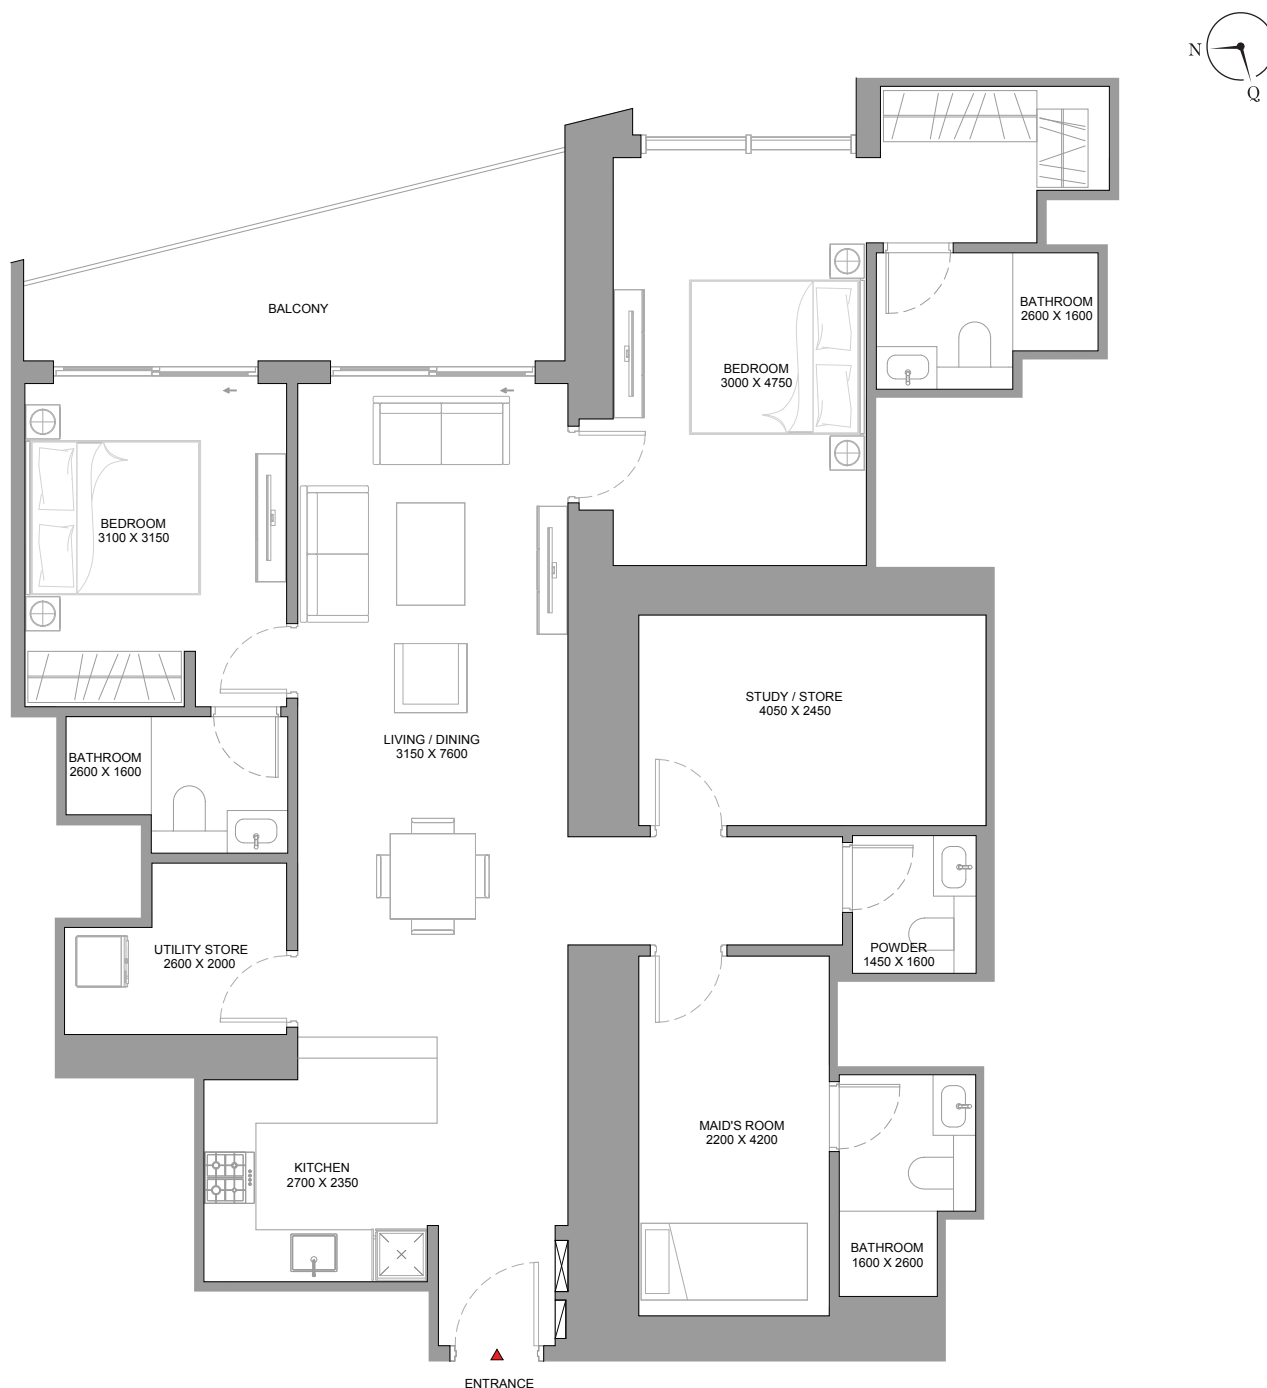 N
Q
BALCONY
BATHROOM
2600 X 1600
BEDROOM
3000 X 4750
BEDROOM
3100 X 3150
STUDY / STORE
4050 X 2450
LIVING / DINING
3150 X 7600
BATHROOM
2600 X 1600
UTILITY STORE
2600 X 2000
POWDER
1450 X 1600
MAID'S ROOM
2200 X 4200
KITCHEN
2700 X 2350
BATHROOM
1600 X 2600
ENTRANCE